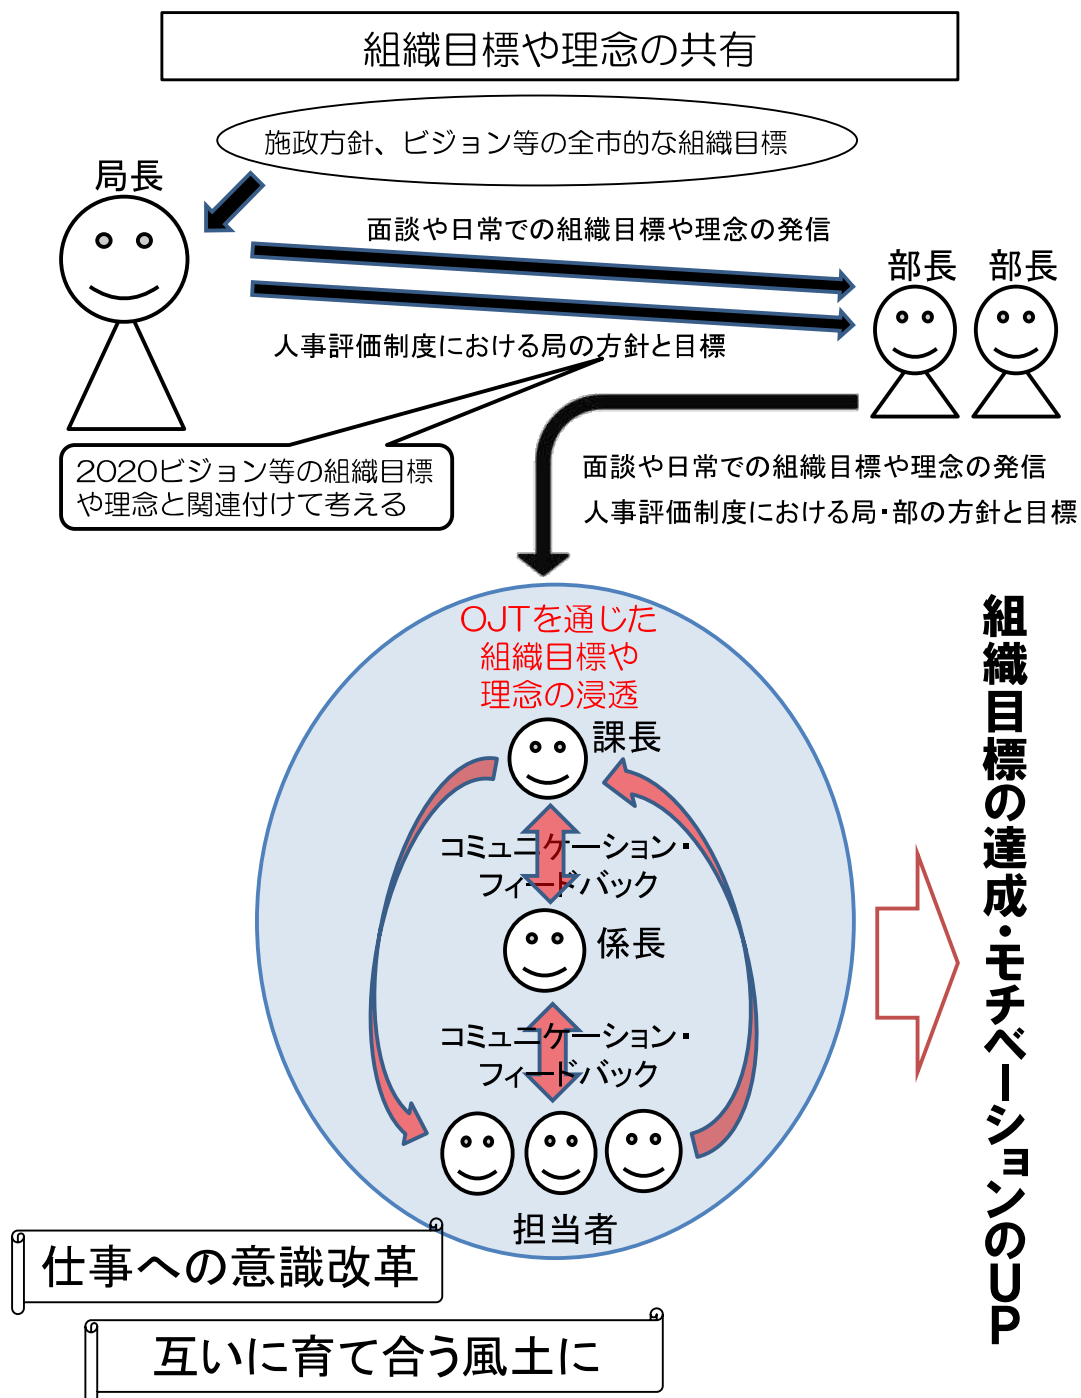 組織目標や理念の共有
施政方針、ビジョン等の全市的な組織目標
局長
面談や日常での組織目標や理念の発信
部長 部長
人事評価制度における局の方針と目標
2020ビジョン等の組織目標
や理念と関連付けて考える
面談や日常での組織目標や理念の発信
人事評価制度における局・部の方針と目標
OJTを通じた
組織目標や
理念の浸透
課長
コミュニケーション・
フィードバック
係長
コミュニケーション・
フィードバック
担当者
組織目標の達成・モチベーションのUP
仕事への意識改革
互いに育て合う風土に